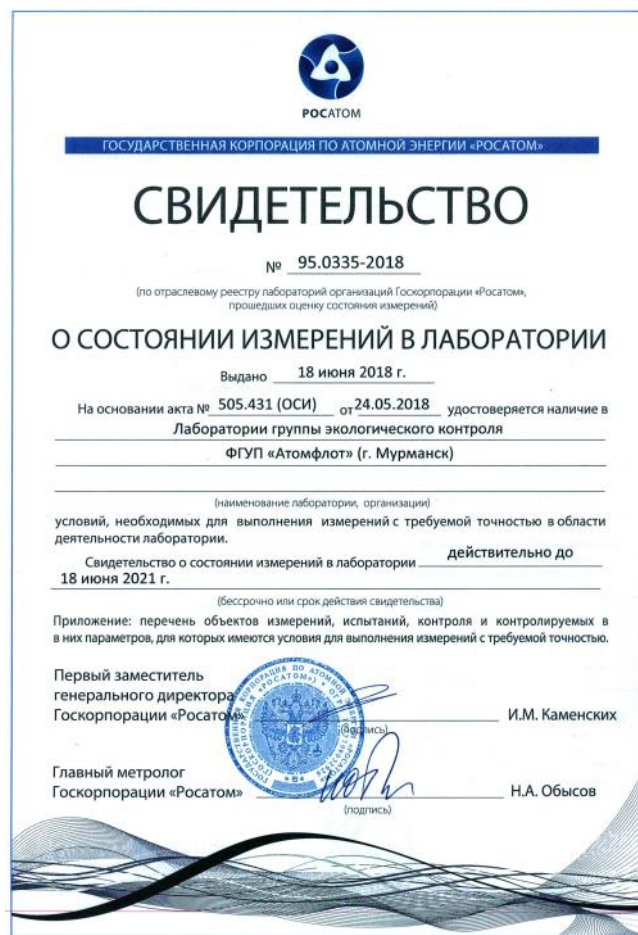 РОСАТОМ
ГОСУДАРСТВЕННАЯ КОРПОРАЦИЯ ПО АТОМНОЙ ЭНЕРГИИ «РОСАТОМ»
СВИДЕТЕЛЬСТВО
№ 95.0335-2018
(по отраслевому реестру лабораторий организаций Госкорпорации «Росатом»,
прошедших оценку состояния измерений)
О СОСТОЯНИИ ИЗМЕРЕНИЙ В ЛАБОРАТОРИИ
Выдано 18 июня 2018 г.
На основании акта № 505.431 (ОСИ) от 24.05.2018 удостоверяется наличие в
Лаборатории группы экологического контроля
ФГУП «Атомфлот» (г. Мурманск)
(наименование лаборатории, организации)
условий, необходимых для выполнения измерений с требуемой точностью в области
деятельности лаборатории.
Свидетельство о состоянии измерений в лаборатории действительно до
18 июня 2021 г.
(бессрочно или срок действия свидетельства)
Приложение: перечень объектов измерений, испытаний, контроля и контролируемых в
в них параметров, для которых имеются условия для выполнения измерений с требуемой точностью.
Первый заместитель
генерального директора
Госкорпорации «Росатом» И.М. Каменских
(подпись)
Главный метролог
Госкорпорации «Росатом» Н.А. Обысов
(подпись)